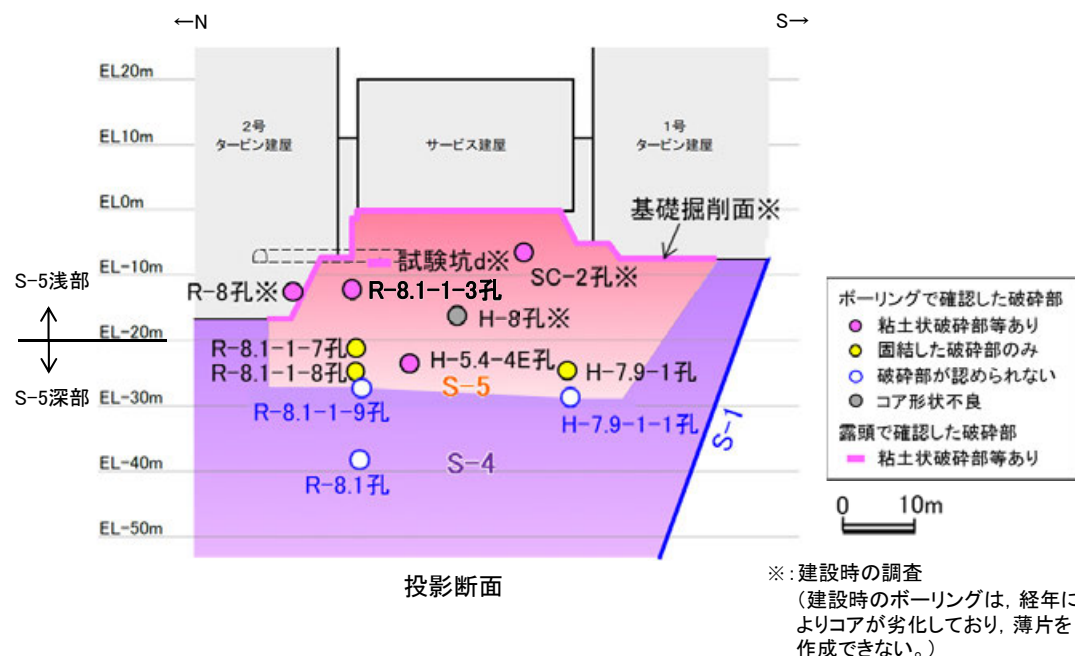 ←N
S→
EL20m
EL10m
EL0m
EL-10m
EL-20m
EL-30m
EL-40m
EL-50m
2号
タービン建屋
サービス建屋
1号
タービン建屋
基礎掘削面※
試験坑d※
SC-2孔※
R-8孔※
R-8.1-1-3孔
H-8孔※
S-5浅部
S-5深部
R-8.1-1-7孔
R-8.1-1-8孔
H-5.4-4E孔
H-7.9-1孔
S-5
R-8.1-1-9孔
H-7.9-1-1孔
S-4
S-1
R-8.1孔
投影断面
ボーリングで確認した破砕部
粘土状破砕部等あり
固結した破砕部のみ
破砕部が認められない
コア形状不良
露頭で確認した破砕部
粘土状破砕部等あり
0 10m
※:建設時の調査
(建設時のボーリングは, 経年に
よりコアが劣化しており, 薄片を
作成できない。)